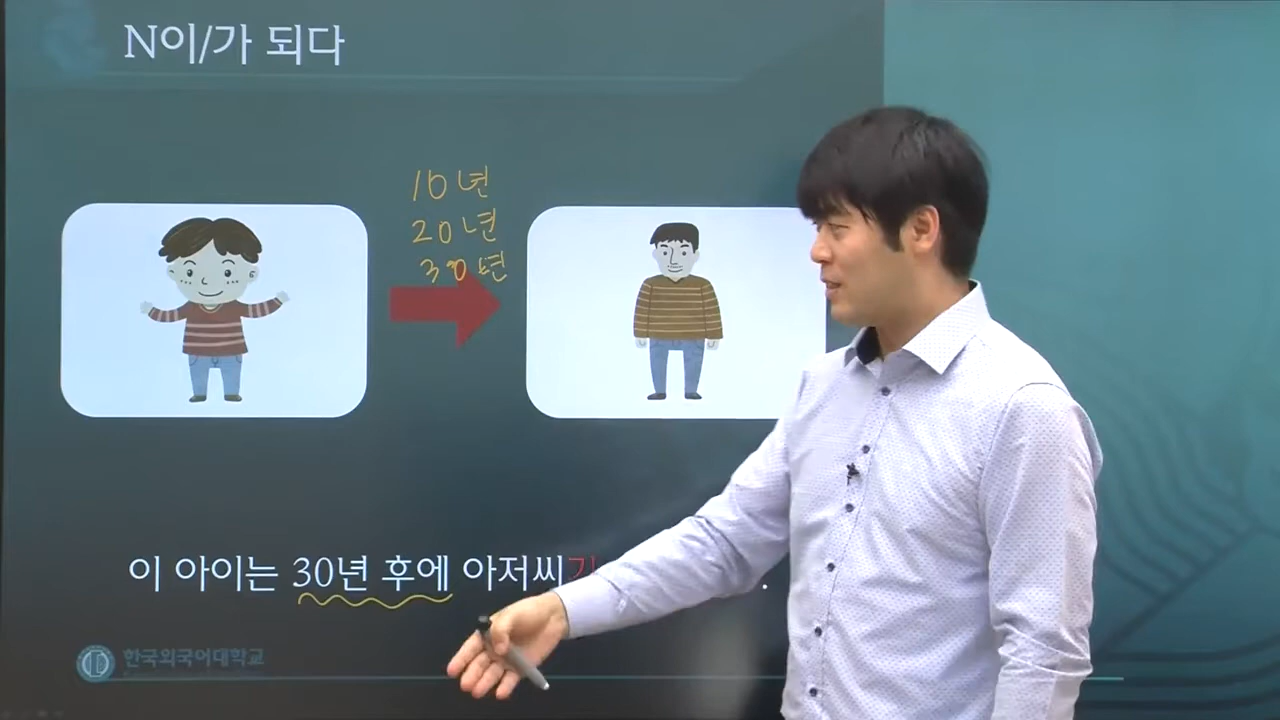 N이/가 되다
10년
20년
30년
이 아이는 30년 후에 아저씨가
한국외국어대학교